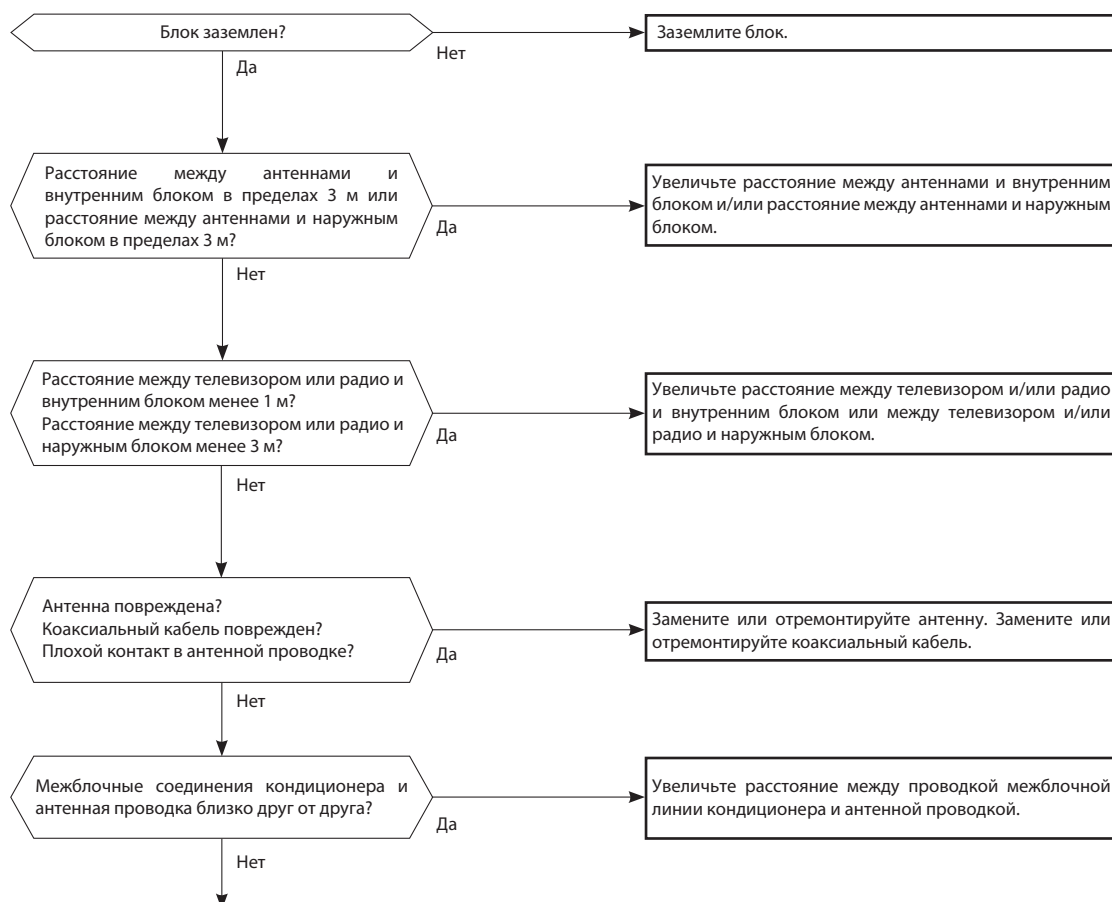 Блок заземлен?
Нет
Заземлите блок.
Да
Расстояние между антеннами и
внутренним блоком в пределах 3 м или
расстояние между антеннами и наружным
блоком в пределах 3 м?
Да
Увеличьте расстояние между антеннами и внутренним
блоком и/или расстояние между антеннами и наружным
блоком.
Нет
Расстояние между телевизором или радио и
внутренним блоком менее 1 м?
Расстояние между телевизором или радио и
наружным блоком менее 3 м?
Да
Увеличьте расстояние между телевизором и/или радио
и внутренним блоком или между телевизором и/или
радио и наружным блоком.
Нет
Антенна повреждена?
Коаксиальный кабель поврежден?
Плохой контакт в антенной проводке?
Да
Замените или отремонтируйте антенну. Замените или
отремонтируйте коаксиальный кабель.
Нет
Межблочные соединения кондиционера и
антенная проводка близко друг от друга?
Да
Увеличьте расстояние между проводкой межблочной
линии кондиционера и антенной проводкой.
Нет